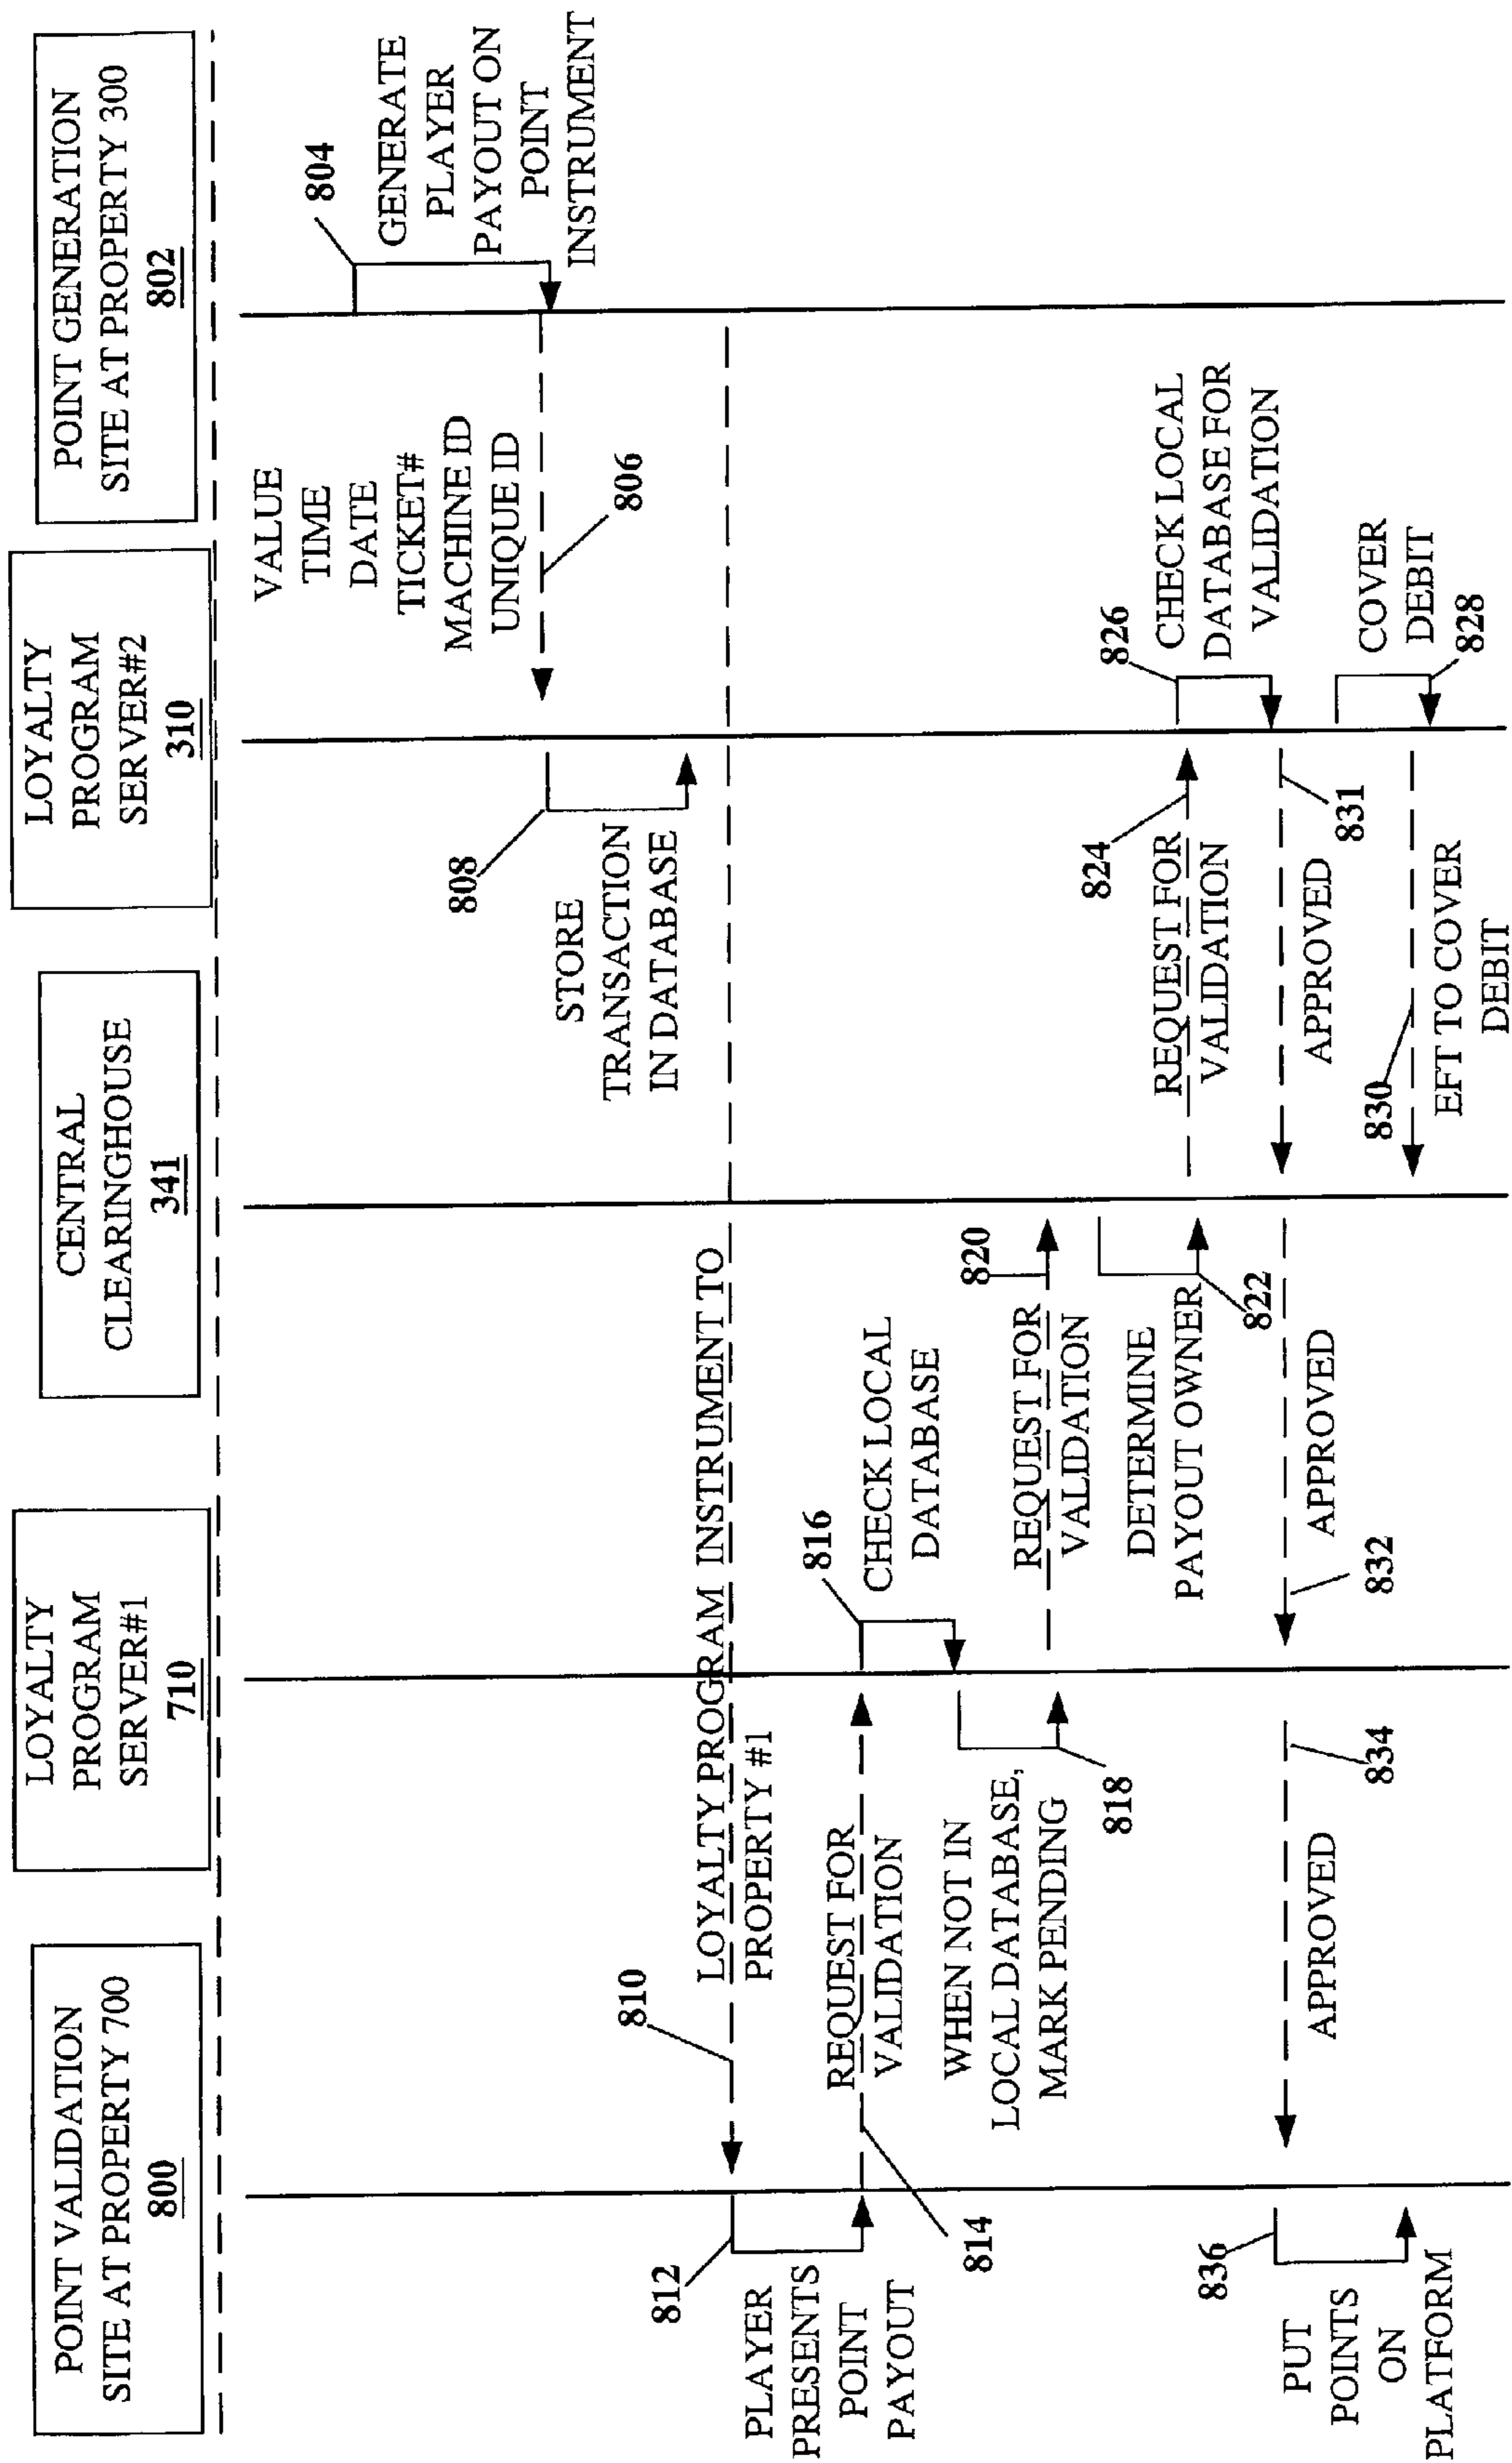 POINT VALIDATION
SITE AT PROPERTY 700
800
LOYALTY
PROGRAM
SERVER#1
710
CENTRAL
CLEARINGHOUSE
341
LOYALTY
PROGRAM
SERVER#2
310
POINT GENERATION
SITE AT PROPERTY 300
802
804
GENERATE
PLAYER
PAYOUT ON
POINT
INSTRUMENT
VALUE
TIME
DATE
TICKET#
MACHINE ID
UNIQUE ID
806
808
STORE
TRANSACTION
IN DATABASE
810
LOYALTY PROGRAM INSTRUMENT TO
PROPERTY #1
812
PLAYER
PRESENTS
POINT
PAYOUT
814
REQUEST FOR
VALIDATION
816
CHECK LOCAL
DATABASE
WHEN NOT IN
LOCAL DATABASE,
MARK PENDING
818
820
REQUEST FOR
VALIDATION
DETERMINE
PAYOUT OWNER
822
824
REQUEST FOR
VALIDATION
826
CHECK LOCAL
DATABASE FOR
VALIDATION
831
APPROVED
COVER
DEBIT
828
830
EFT TO COVER
DEBIT
APPROVED
832
834
APPROVED
836
PUT
POINTS
ON
PLATFORM